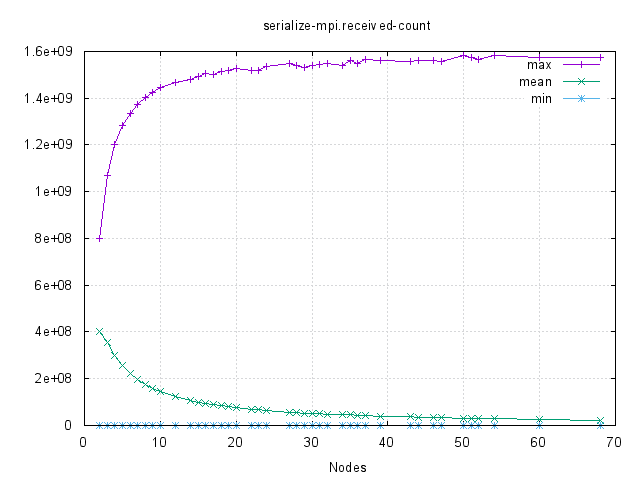 serialize-mpi.received-count
1.6e+09
1.4e+09
1.2e+09
1e+09
8e+08
6e+08
4e+08
2e+08
0
max
mean
min
0 10 20 30 40 50 60 70
Nodes